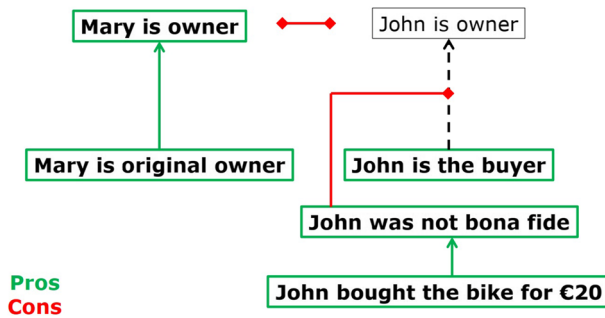 Mary is owner
John is owner
Mary is original owner
John is the buyer
John was not bona fide
John bought the bike for €20
Pros
Cons